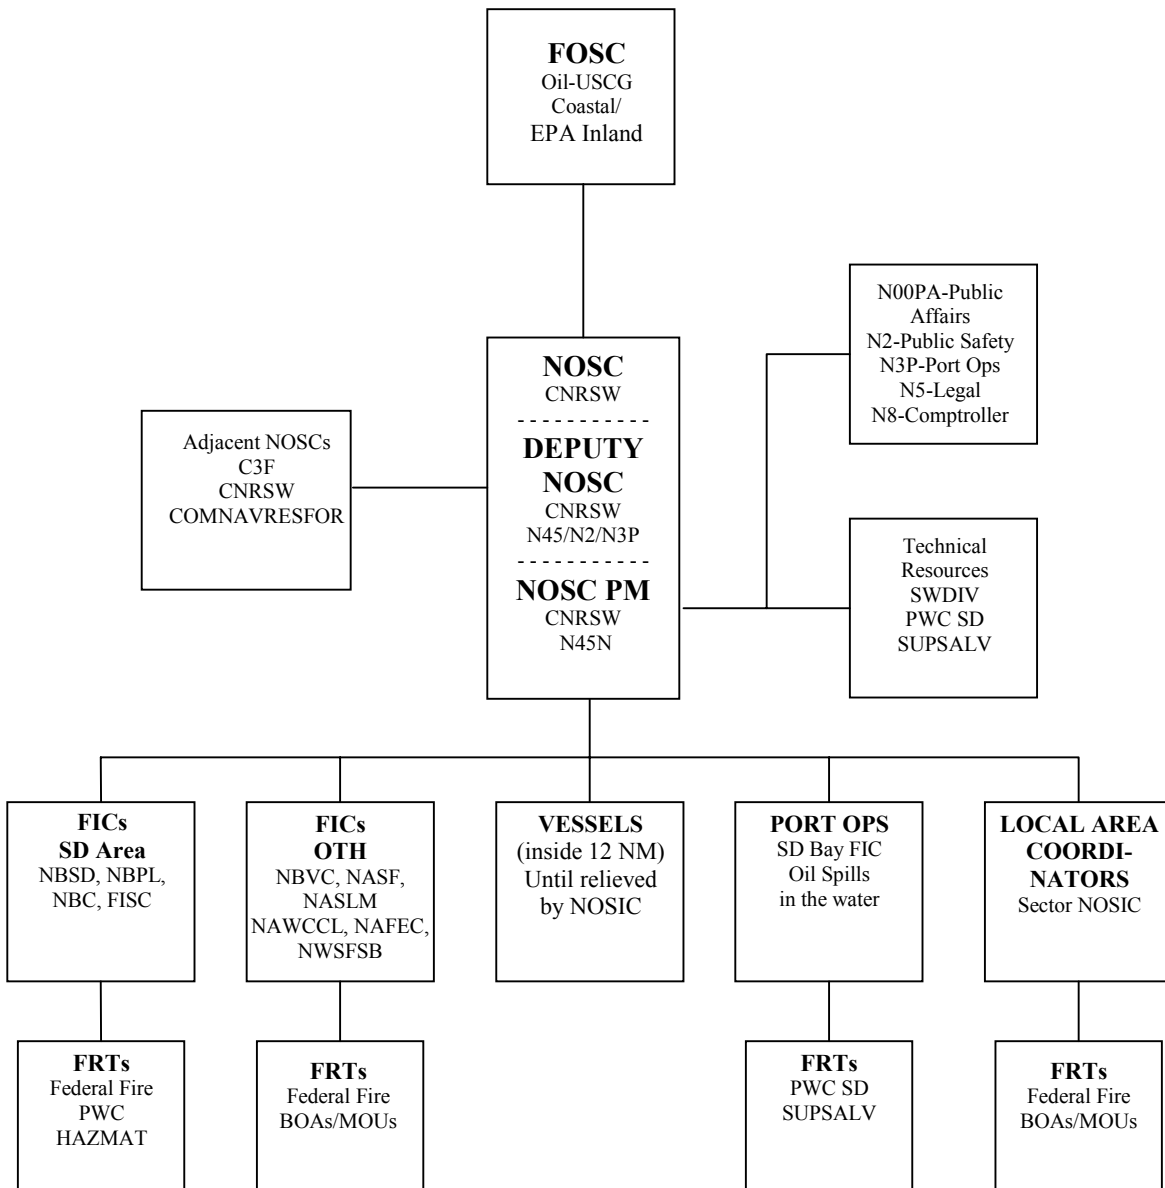 FOSC
Oil-USCG
Coastal/
EPA Inland
N00PA-Public
Affairs
N2-Public Safety
N3P-Port Ops
N5-Legal
N8-Comptroller
NOSC
CNRSW
- - - - - - - - - - -
DEPUTY
NOSC
CNRSW
N45/N2/N3P
- - - - - - - - - - -
NOSC PM
CNRSW
N45N
Adjacent NOSCs
C3F
CNRSW
COMNAVRESFOR
Technical
Resources
SWDIV
PWC SD
SUPSALV
FICs
SD Area
NBSD, NBPL,
NBC, FISC
FICs
OTH
NBVC, NASF,
NASLM
NAWCCL, NAFEC,
NWSFSB
VESSELS
(inside 12 NM)
Until relieved
by NOSIC
PORT OPS
SD Bay FIC
Oil Spills
in the water
LOCAL AREA
COORDI-
NATORS
Sector NOSIC
FRTs
Federal Fire
PWC
HAZMAT
FRTs
Federal Fire
BOAs/MOUs
FRTs
PWC SD
SUPSALV
FRTs
Federal Fire
BOAs/MOUs